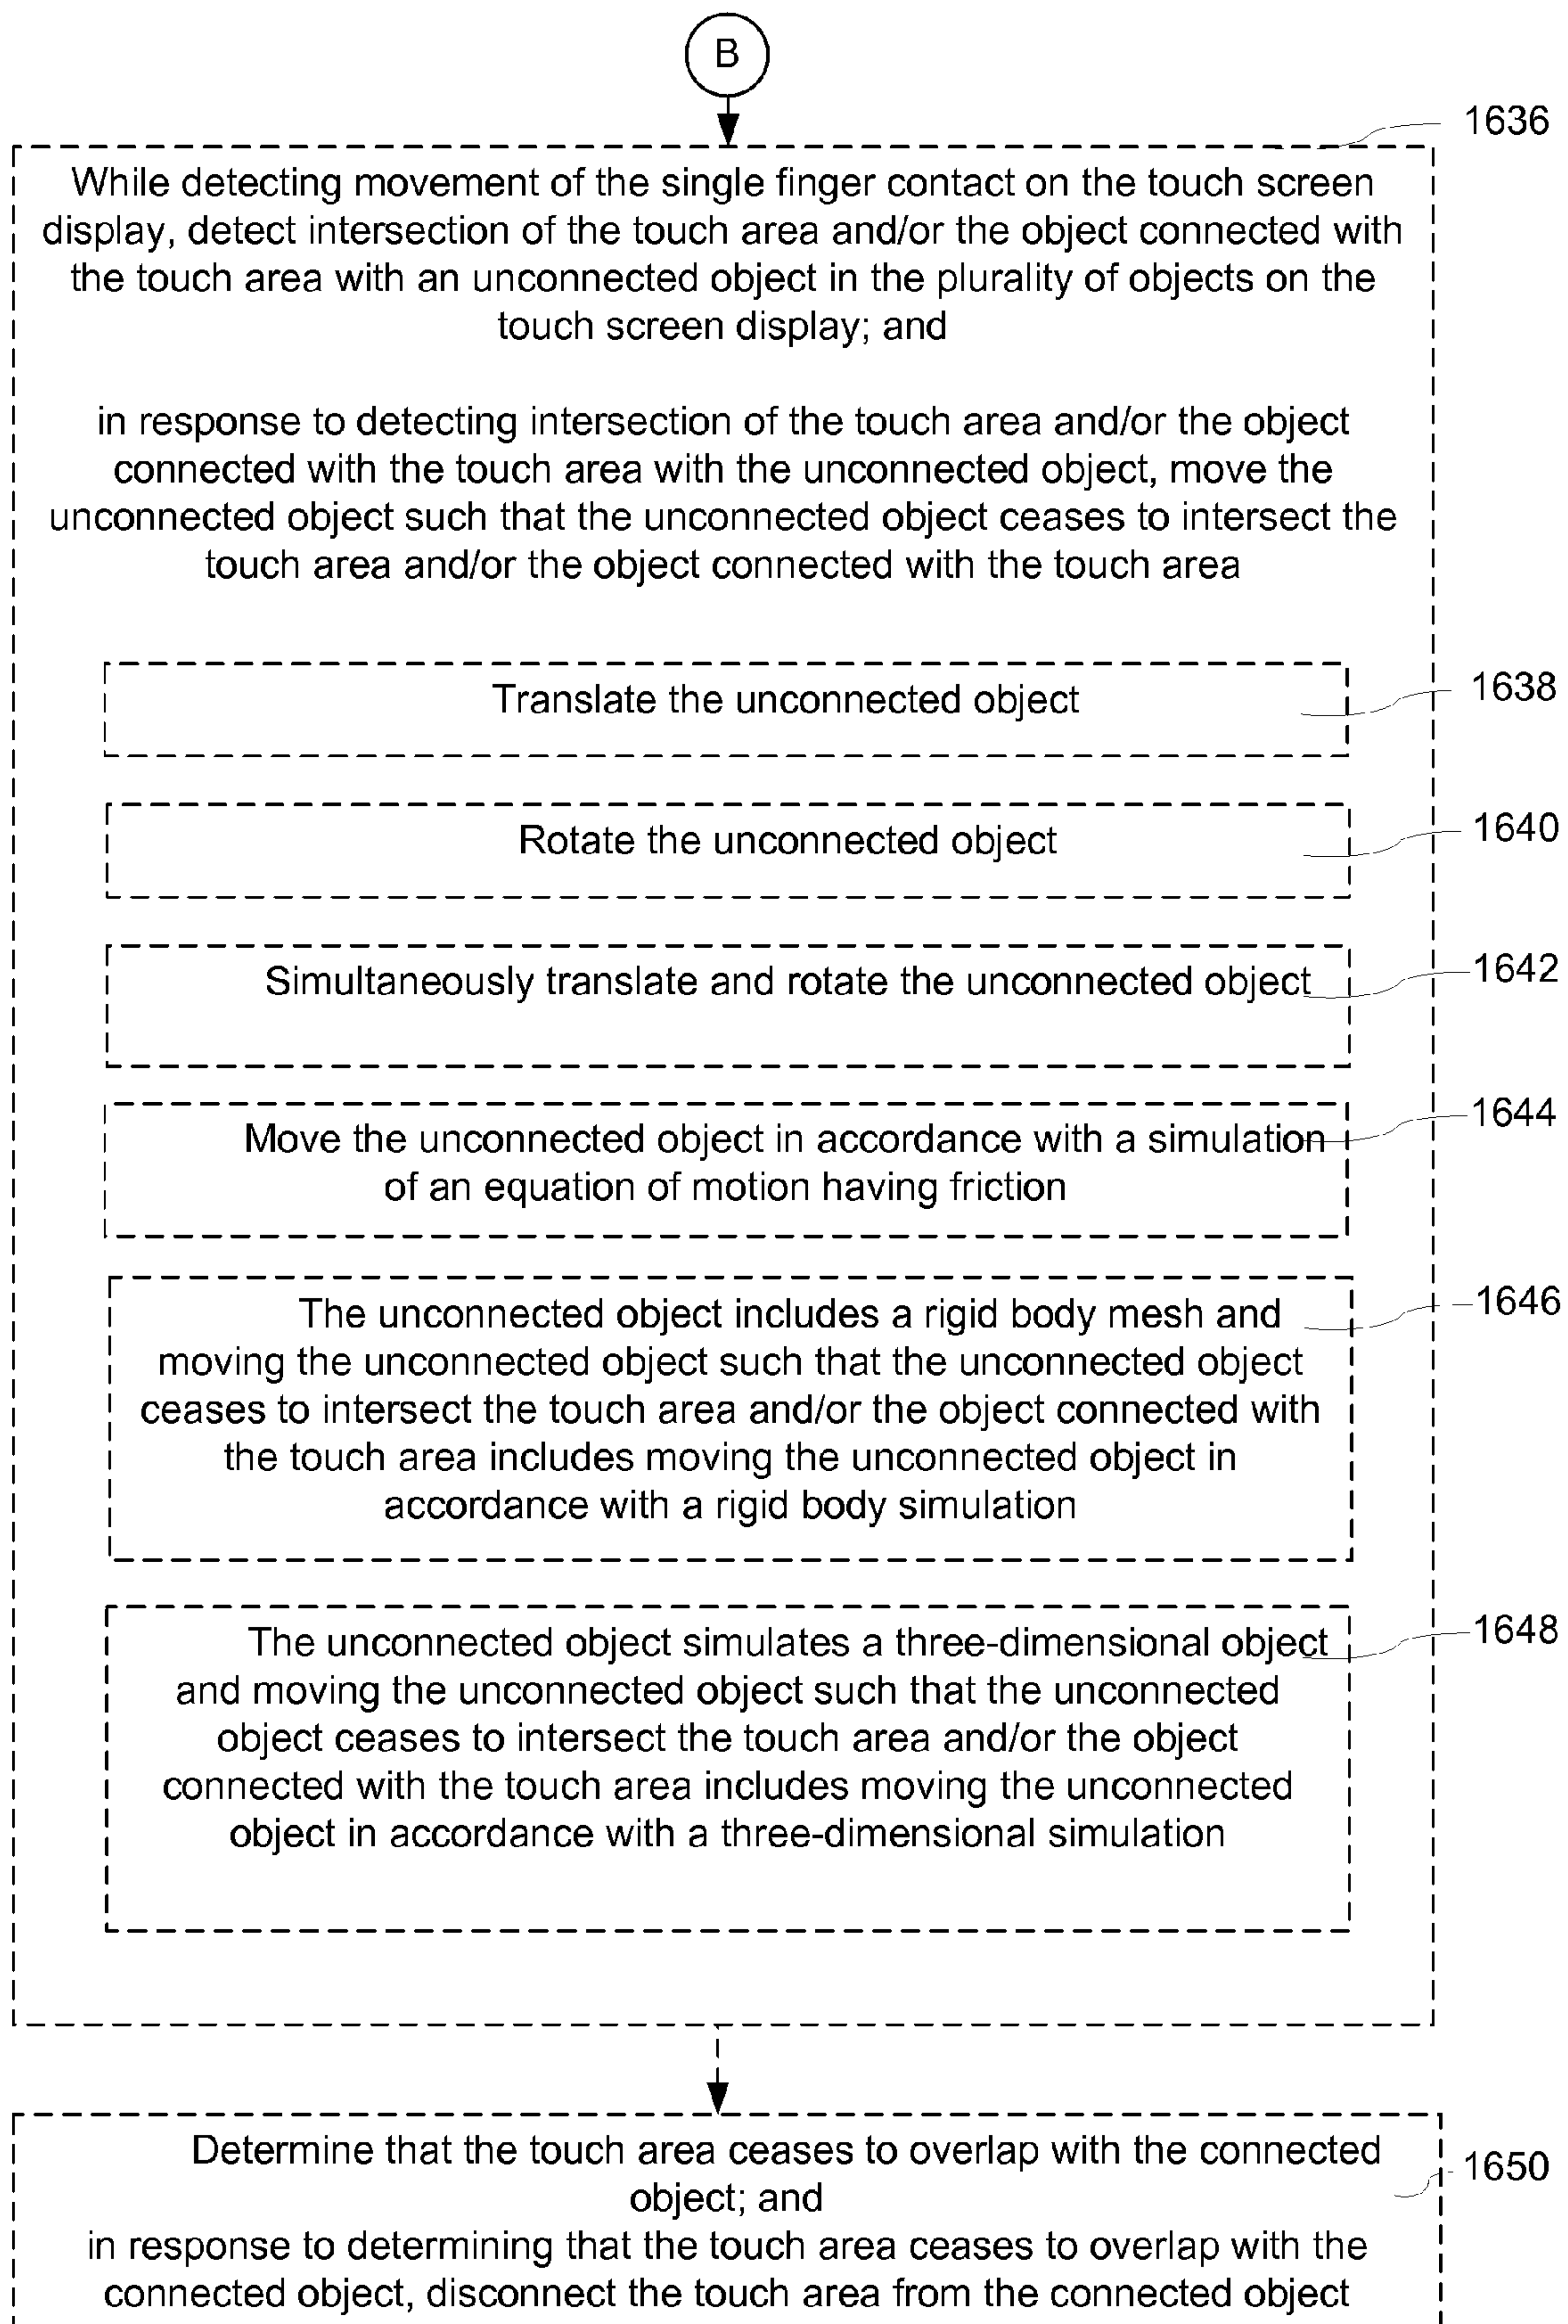 B
1636
While detecting movement of the single finger contact on the touch screen
display, detect intersection of the touch area and/or the object connected with
the touch area with an unconnected object in the plurality of objects on the
touch screen display; and
in response to detecting intersection of the touch area and/or the object
connected with the touch area with the unconnected object, move the
unconnected object such that the unconnected object ceases to intersect the
touch area and/or the object connected with the touch area
Translate the unconnected object
1638
Rotate the unconnected object
1640
Simultaneously translate and rotate the unconnected object
1642
Move the unconnected object in accordance with a simulation
of an equation of motion having friction
1644
The unconnected object includes a rigid body mesh and
moving the unconnected object such that the unconnected object
ceases to intersect the touch area and/or the object connected with
the touch area includes moving the unconnected object in
accordance with a rigid body simulation
1646
The unconnected object simulates a three-dimensional object
and moving the unconnected object such that the unconnected
object ceases to intersect the touch area and/or the object
connected with the touch area includes moving the unconnected
object in accordance with a three-dimensional simulation
1648
Determine that the touch area ceases to overlap with the connected
object; and
in response to determining that the touch area ceases to overlap with the
connected object, disconnect the touch area from the connected object
1650